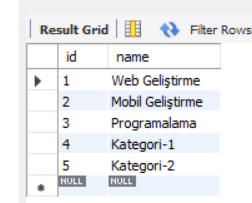 Result Grid Filter Rows
id name
1 Web Geliştirme
2 Mobil Geliştirme
3 Programalama
4 Kategori-1
5 Kategori-2
NULL NULL